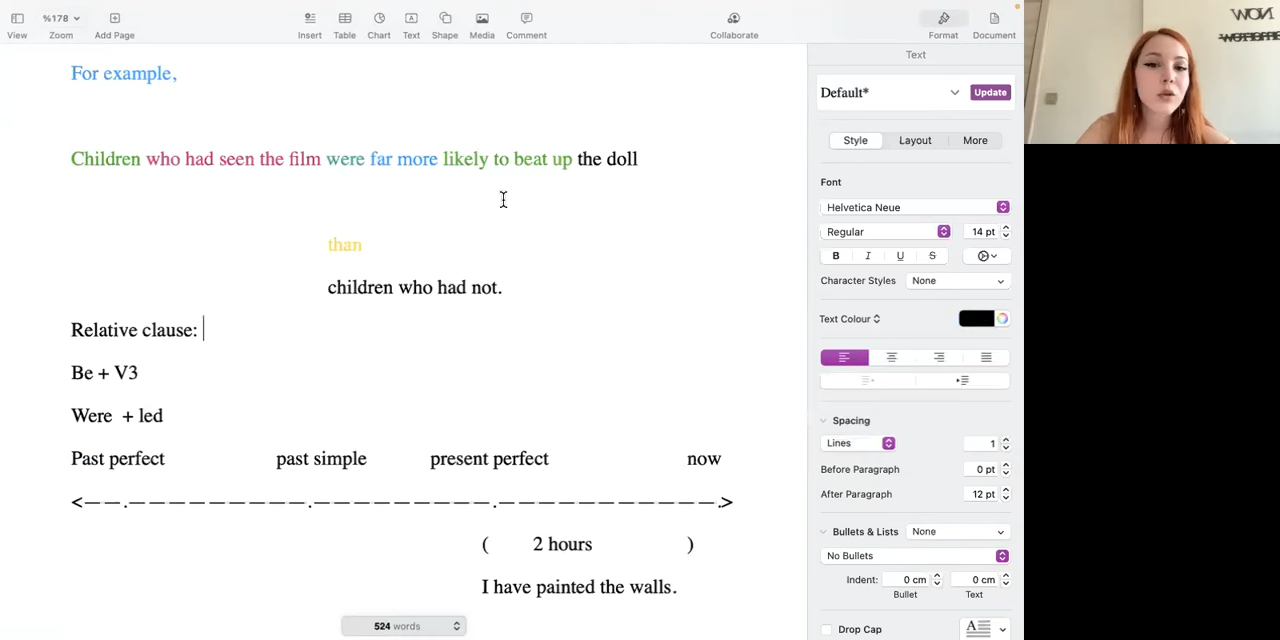 %178
View
Zoom
Add Page
Insert
Table
Chart
Text
Shape
Media
Comment
Collaborate
Format
Document
For example,
Children who had seen the film were far more likely to beat up the doll
than
children who had not.
Relative clause:
Be + V3
Were + led
Past perfect past simple present perfect now
<——.—————————.—————————.———————————.>
( 2 hours )
I have painted the walls.
524 words
Text
Default*
Update
Style
Layout
More
Font
Helvetica Neue
Regular
14 pt
B I U S
Character Styles
None
Text Colour
Spacing
Lines
1
Before Paragraph
0 pt
After Paragraph
12 pt
Bullets & Lists
None
No Bullets
Indent:
0 cm
0 cm
Bullet
Text
Drop Cap